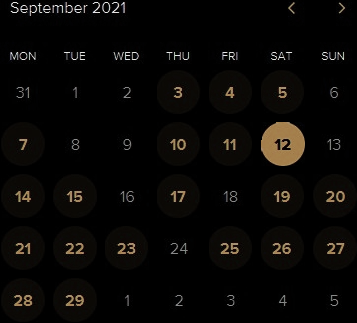 September 2021
MON TUE WED THU FRI SAT SUN
31 1 2 3 4 5 6
7 8 9 10 11 12 13
14 15 16 17 18 19 20
21 22 23 24 25 26 27
28 29 1 2 3 4 5